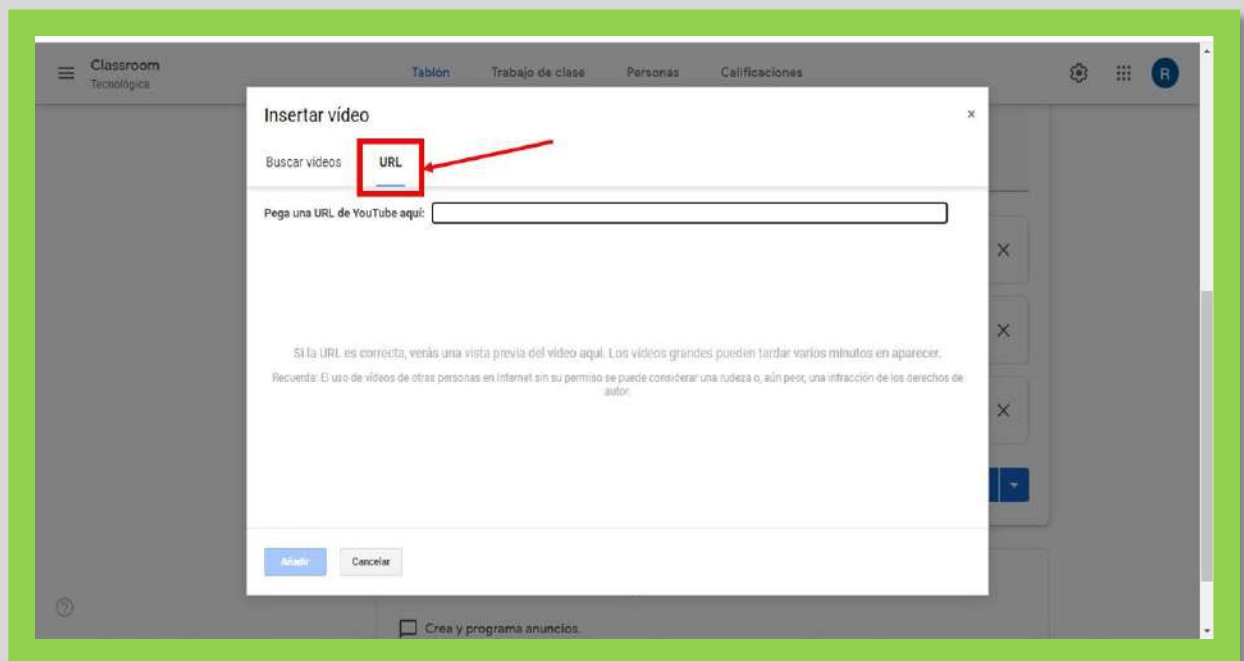 Classroom
Tecnológica
Tablón Trabajo de clase Personas Calificaciones
R
Insertar vídeo
×
Buscar vídeos URL
Pega una URL de YouTube aquí:
Si la URL es correcta, verás una vista previa del vídeo aquí. Los vídeos grandes pueden tardar varios minutos en aparecer.
Recuerda: El uso de vídeos de otras personas en Internet sin su permiso se puede considerar una rudeza o, aún peor, una infracción de los derechos de
autor.
Añadir Cancelar
Crea y programa anuncios.